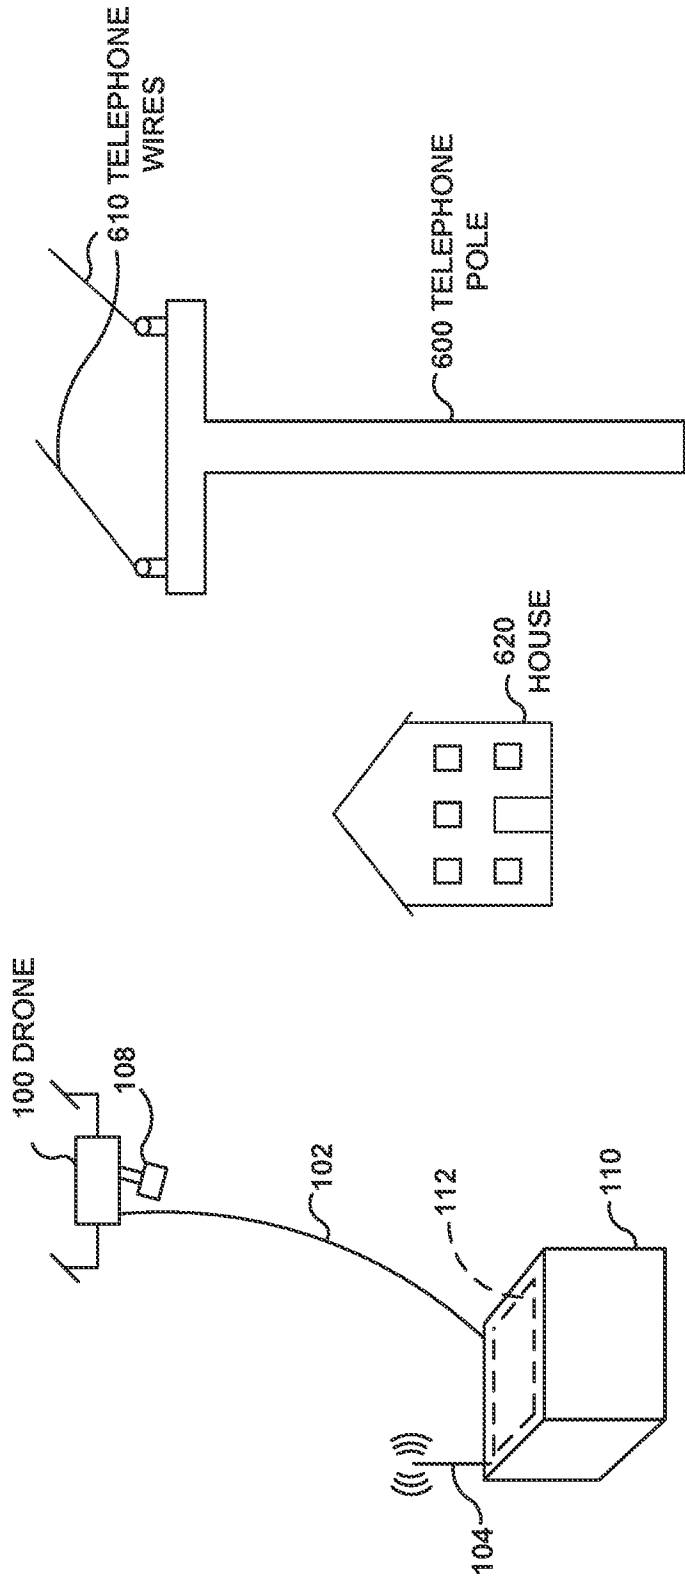 100 DRONE
108
102
112
104
110
620
HOUSE
610 TELEPHONE
WIRES
600 TELEPHONE
POLE